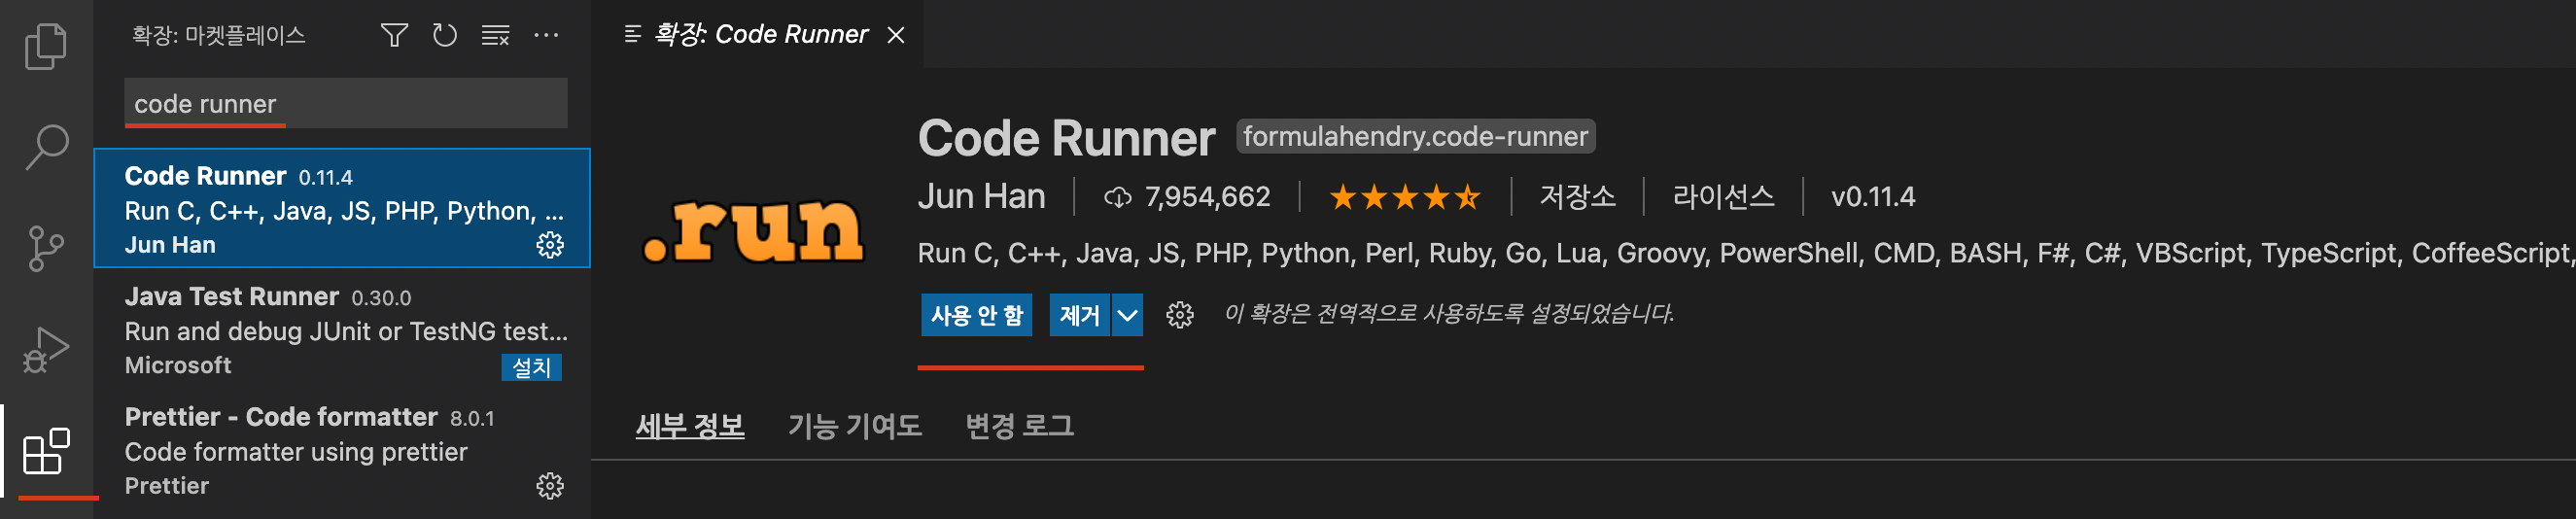 확장: 마켓플레이스
code runner
Code Runner 0.11.4
Run C, C++, Java, JS, PHP, Python, ...
Jun Han
Java Test Runner 0.30.0
Run and debug JUnit or TestNG test...
Microsoft 설치
Prettier - Code formatter 8.0.1
Code formatter using prettier
Prettier
확장: Code Runner
.run
Code Runner formulahendry.code-runner
Jun Han 7,954,662 저장소 라이선스 v0.11.4
Run C, C++, Java, JS, PHP, Python, Perl, Ruby, Go, Lua, Groovy, PowerShell, CMD, BASH, F#, C#, VBScript, TypeScript, CoffeeScript,
사용 안 함 제거 이 확장은 전역적으로 사용하도록 설정되었습니다.
세부 정보 기능 기여도 변경 로그